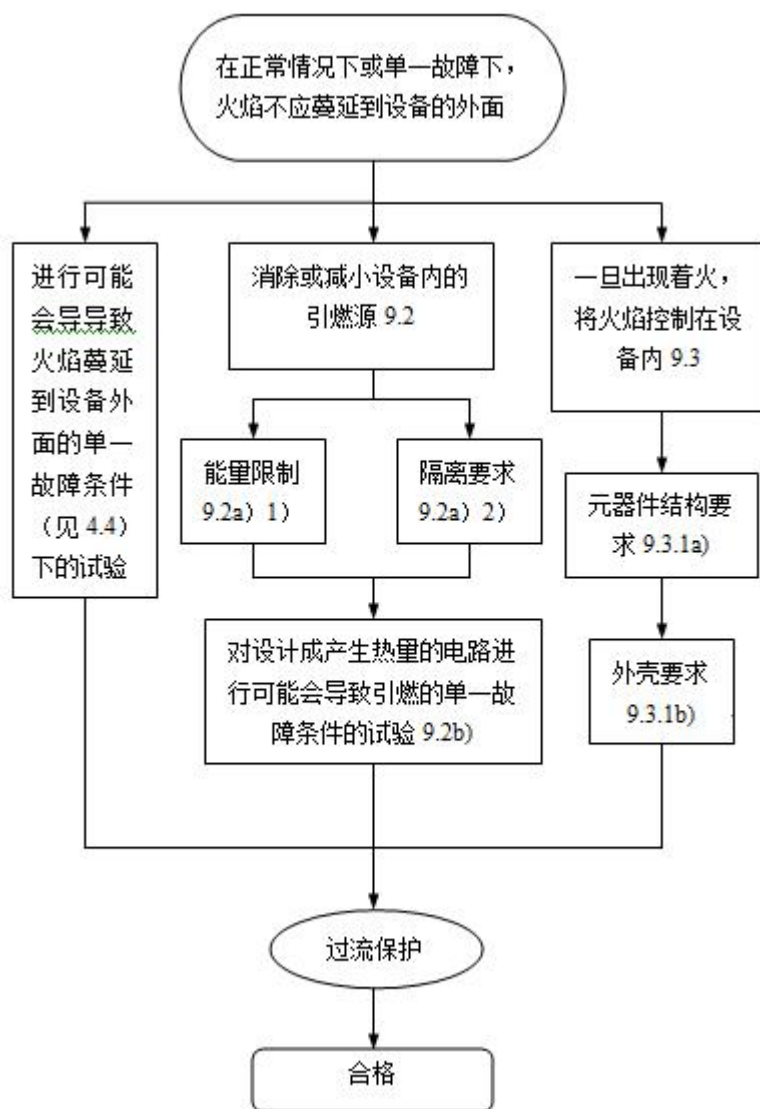 在正常情况下或单一故障下，
火焰不应蔓延到设备的外面
进行可能
会导导致
火焰蔓延
到设备外
面的单一
故障条件
（见 4.4）
下的试验
消除或减小设备内的
引燃源 9.2
一旦出现着火，
将火焰控制在设
备内 9.3
能量限制
9.2a）1）
隔离要求
9.2a）2）
元器件结构要
求 9.3.1a)
对设计成产生热量的电路进
行可能会导致引燃的单一故
障条件的试验 9.2b)
外壳要求
9.3.1b)
过流保护
合格